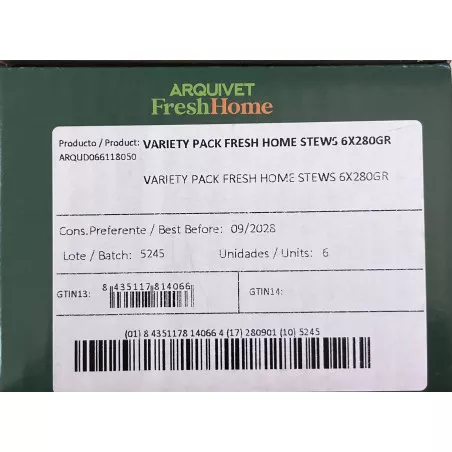 ARQUIVET
FreshHome
Producto / Product: VARIETY PACK FRESH HOME STEWS 6X280GR
ARQUD066118050
VARIETY PACK FRESH HOME STEWS 6X280GR
Cons.Preferente / Best Before: 09/2028
Lote / Batch: 5245 Unidades / Units: 6
GTIN13: 8 435117 814066 GTIN14:
(01) 8 4351178 14066 4 (17) 280901 (10) 5245